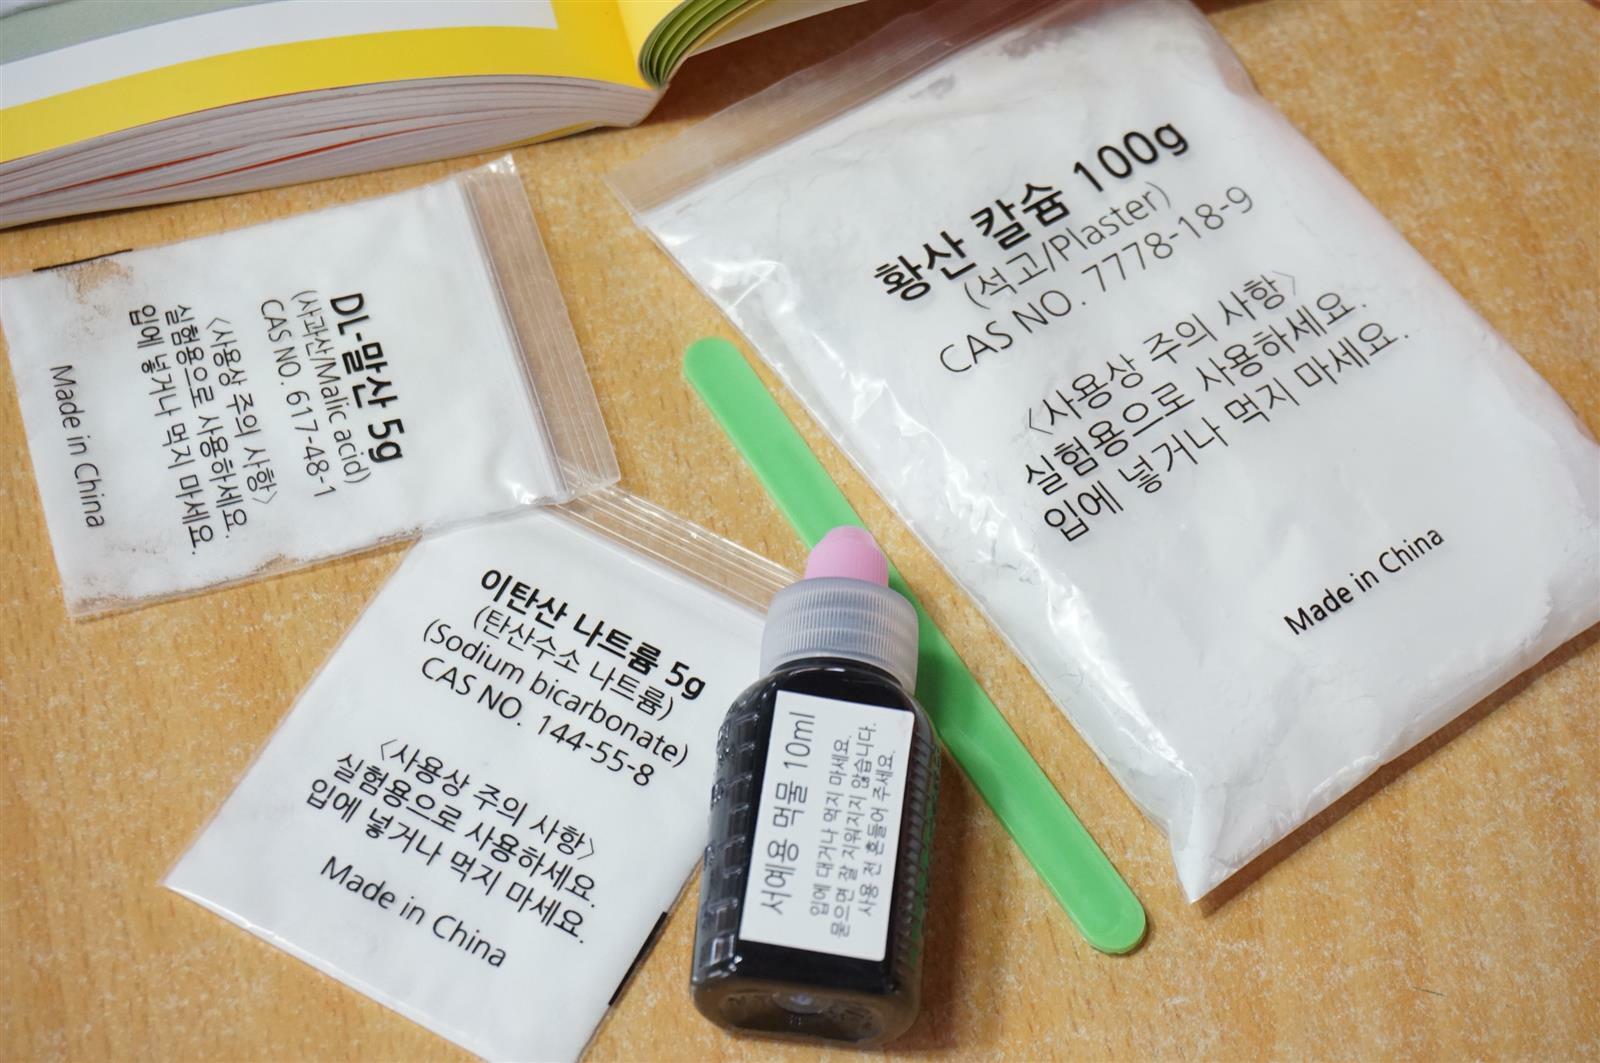 DL-말산 5g
(사과산/Malic acid)
CAS NO. 617-48-1
<사용상 주의 사항>
실험용으로 사용하세요.
입에 넣거나 먹지 마세요.
Made in China
황산 칼슘 100g
(석고/Plaster)
CAS NO. 7778-18-9
<사용상 주의 사항>
실험용으로 사용하세요.
입에 넣거나 먹지 마세요.
Made in China
이탄산 나트륨 5g
(탄산수소 나트륨)
(Sodium bicarbonate)
CAS NO. 144-55-8
<사용상 주의 사항>
실험용으로 사용하세요.
입에 넣거나 먹지 마세요.
Made in China
서예용 먹물 10ml
입에 대거나 먹지 마세요.
묻으면 잘 지워지지 않습니다.
사용 전 흔들어 주세요.